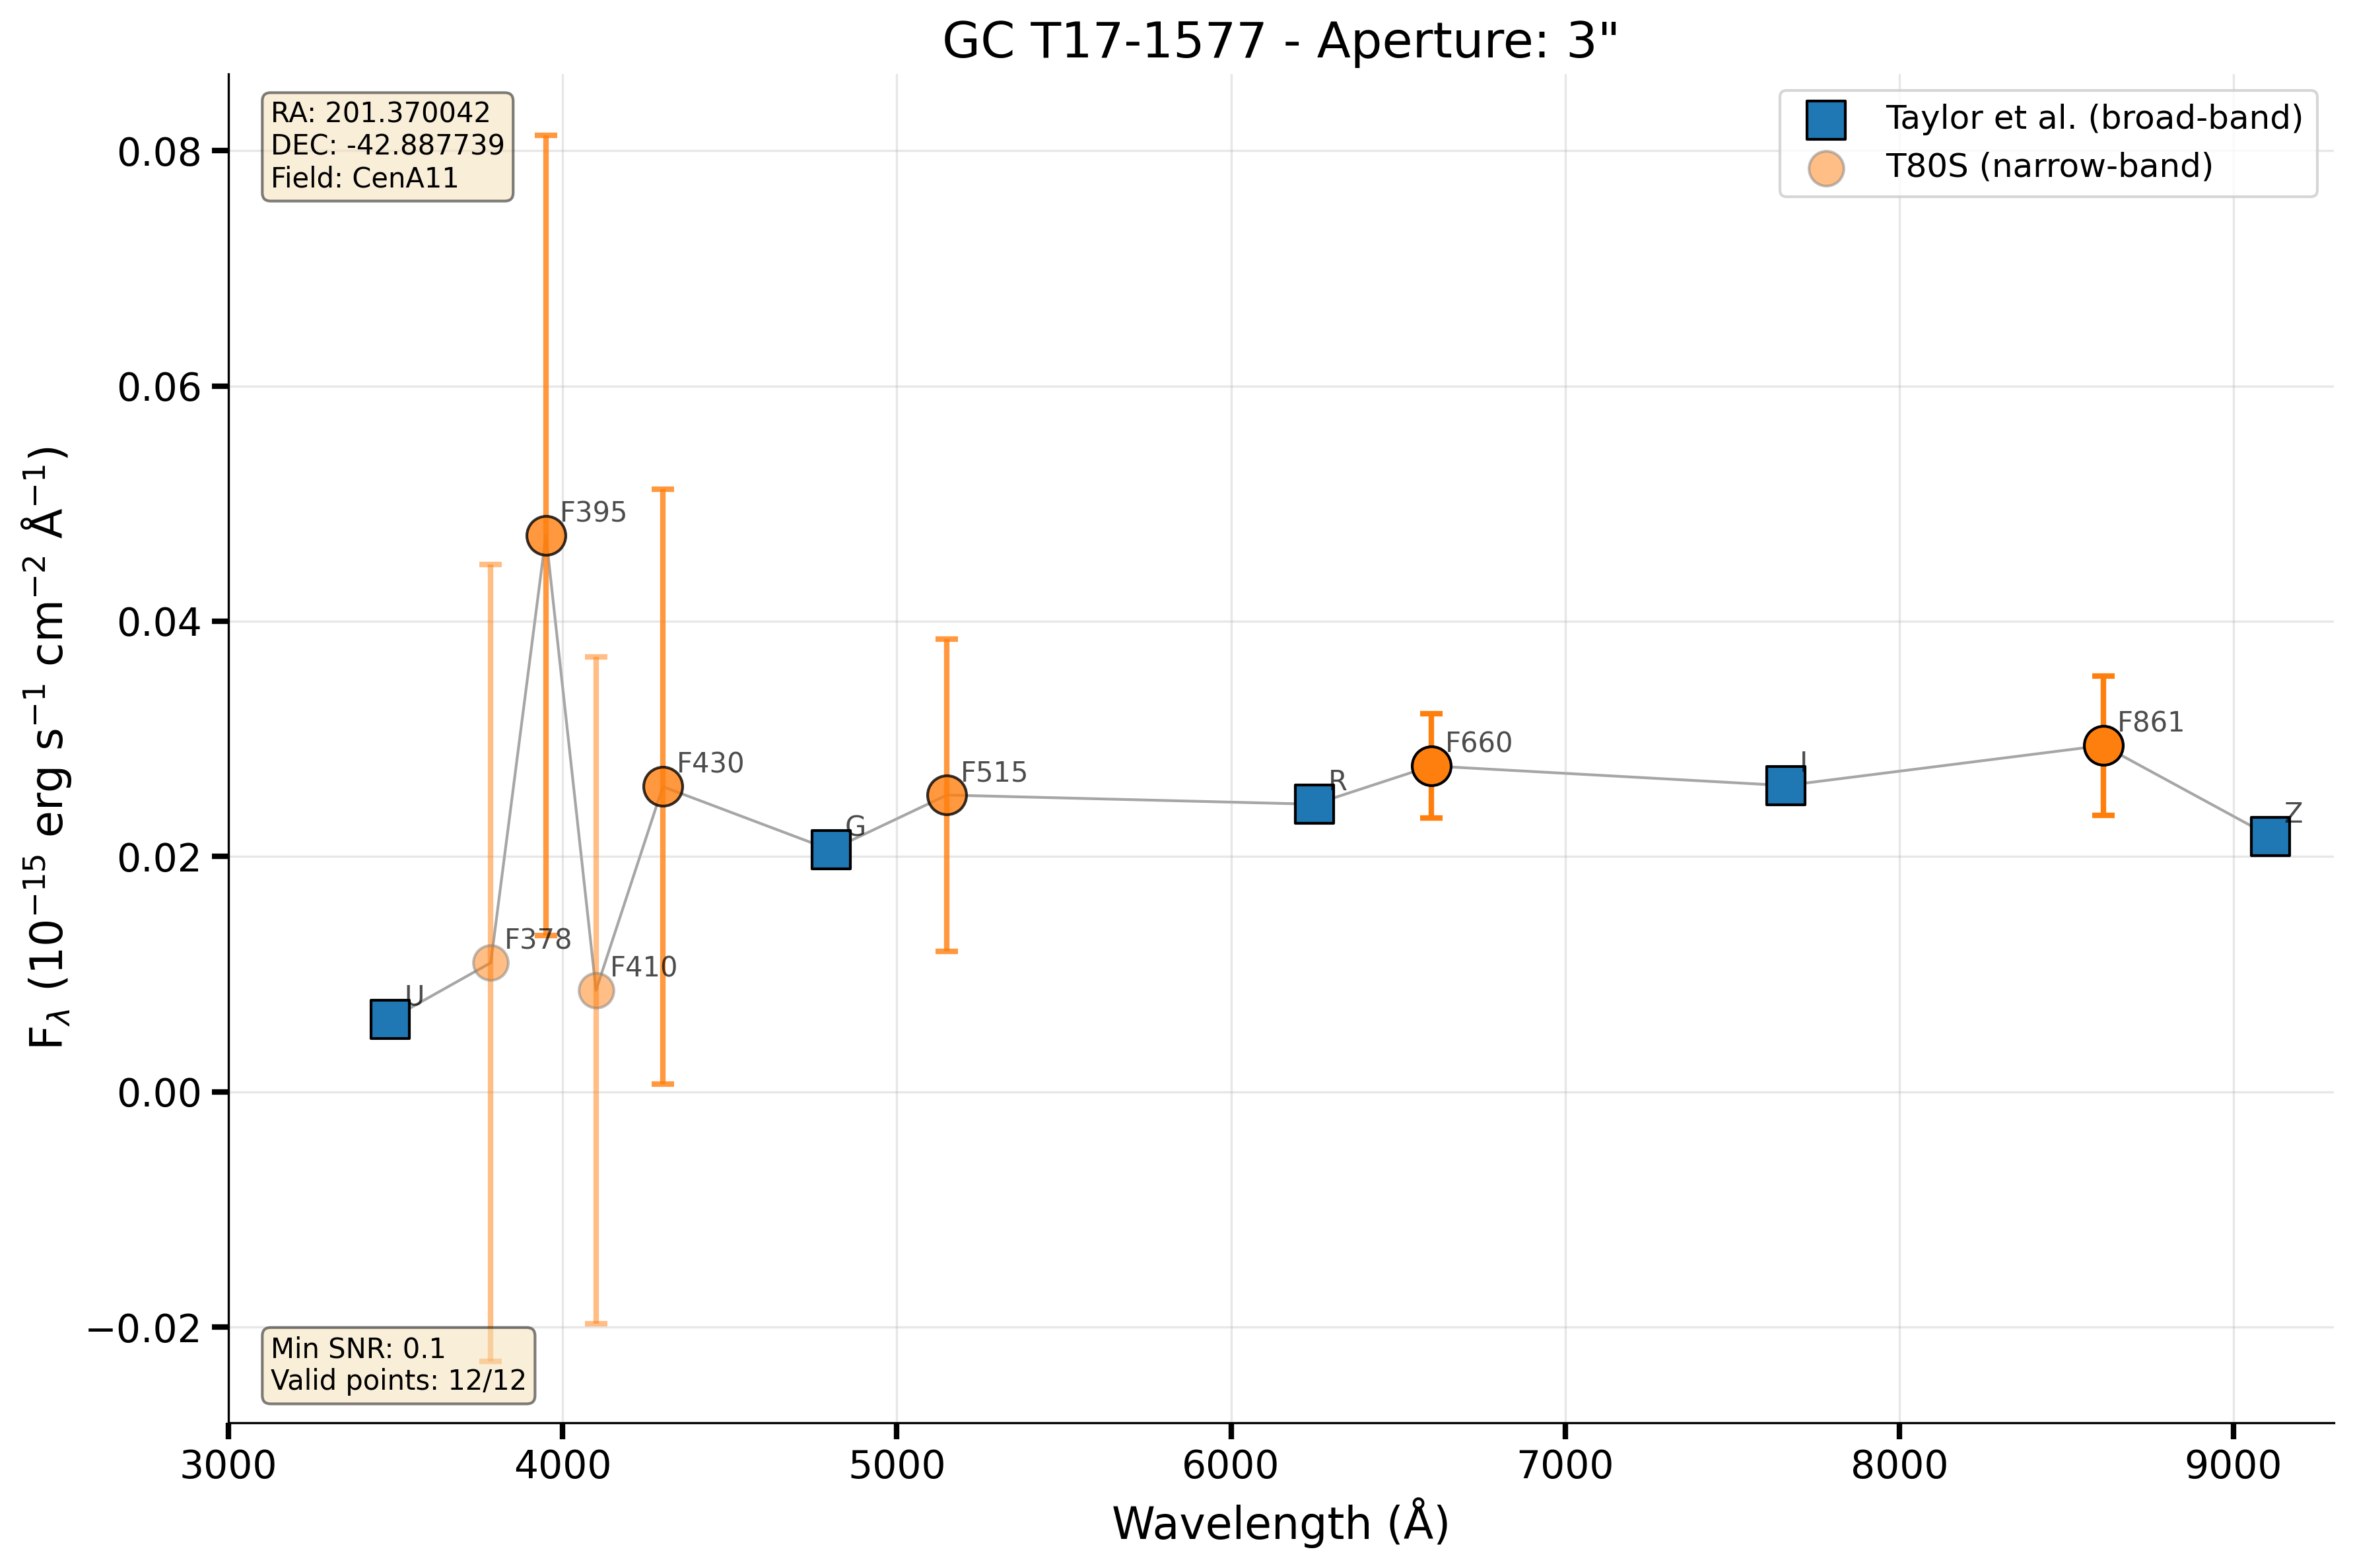 GC T17-1577 - Aperture: 3"
RA: 201.370042
DEC: -42.887739
Field: CenA11
Taylor et al. (broad-band)
T80S (narrow-band)
F_λ (10⁻¹⁵ erg s⁻¹ cm⁻² Å⁻¹)
0.08
0.06
0.04
0.02
0.00
−0.02
U
F378
F395
F410
F430
G
F515
R
F660
I
F861
Z
Min SNR: 0.1
Valid points: 12/12
3000 4000 5000 6000 7000 8000 9000
Wavelength (Å)